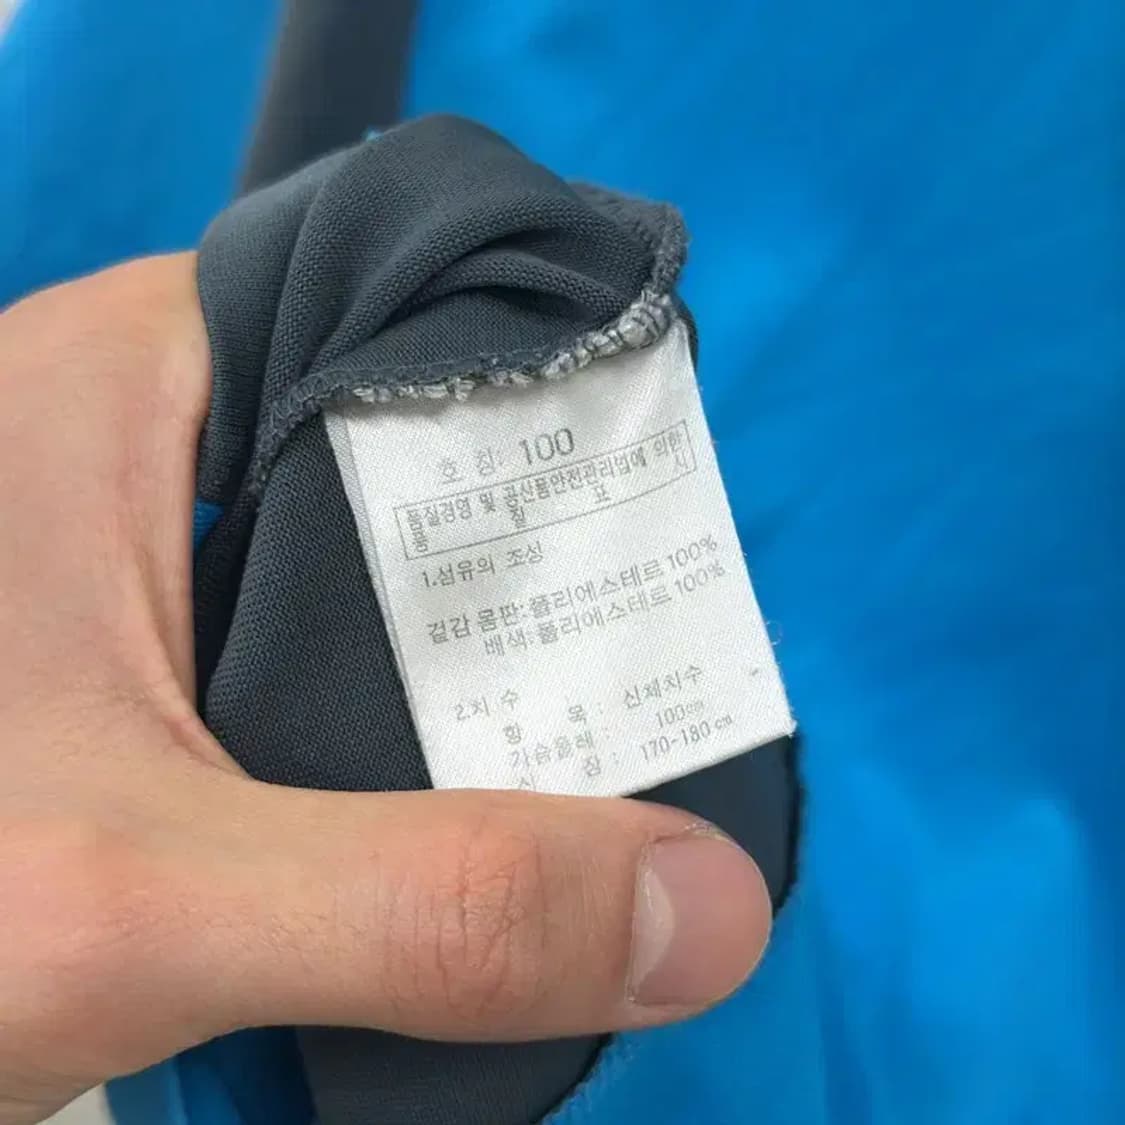 호 칭: 100
품질경영 및 공산품안전관리법에 의한
품 질 표 시
1.섬유의 조성
겉감 몸판:폴리에스테르 100%
배색:폴리에스테르 100%
2.치 수
항 목 : 신체치수
가슴둘레 : 100cm
신 장 : 170-180 cm